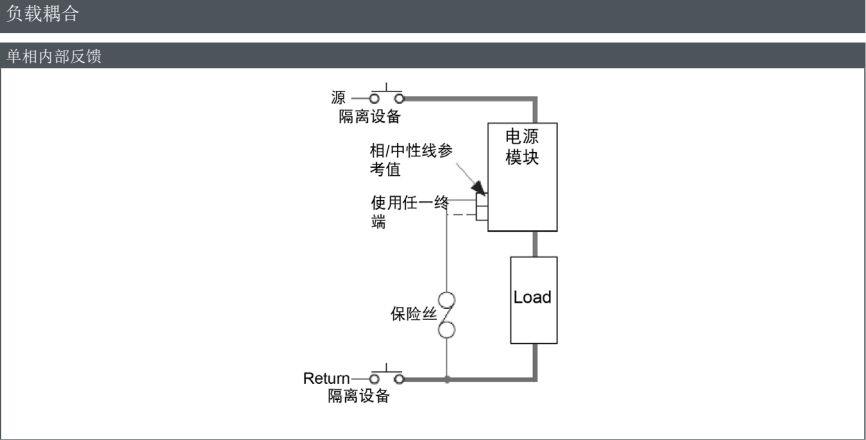 负载耦合
单相内部反馈
源
隔离设备
电源
模块
相/中性线参
考值
使用任一终
端
Load
保险丝
Return
隔离设备